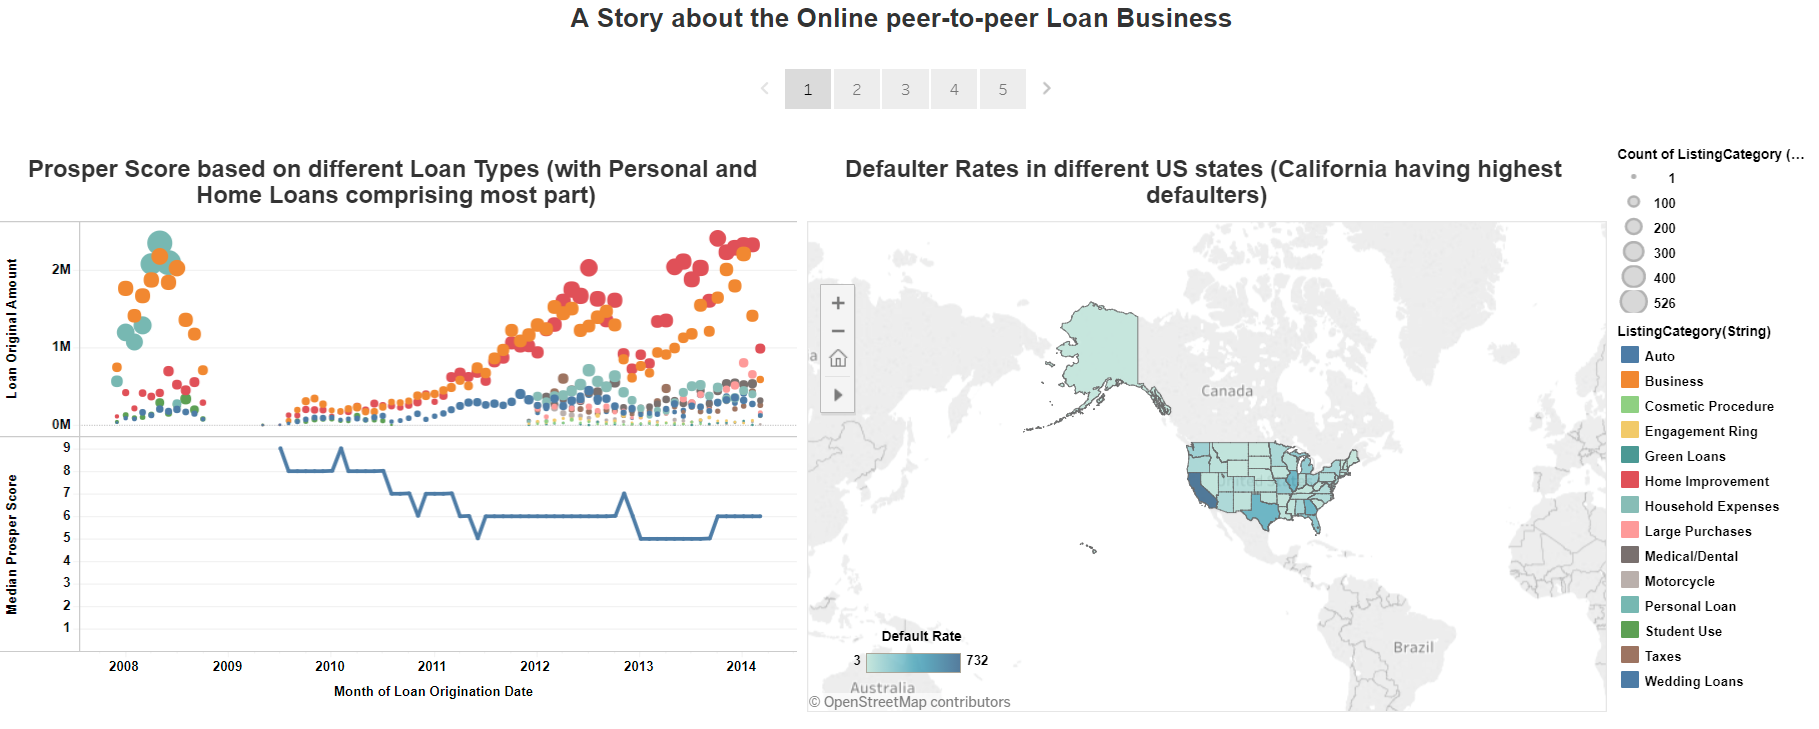 A Story about the Online peer-to-peer Loan Business
1
2
3
4
5
Prosper Score based on different Loan Types (with Personal and
Home Loans comprising most part)
Loan Original Amount
2M
1M
0M
Median Prosper Score
9
8
7
6
5
4
3
2
1
2008
2009
2010
2011
2012
2013
2014
Month of Loan Origination Date
Defaulter Rates in different US states (California having highest
defaulters)
+
−
a
Canada
Brazil
Australia
Default Rate
3
732
© OpenStreetMap contributors
Count of ListingCategory (...
1
100
200
300
400
526
ListingCategory(String)
Auto
Business
Cosmetic Procedure
Engagement Ring
Green Loans
Home Improvement
Household Expenses
Large Purchases
Medical/Dental
Motorcycle
Personal Loan
Student Use
Taxes
Wedding Loans